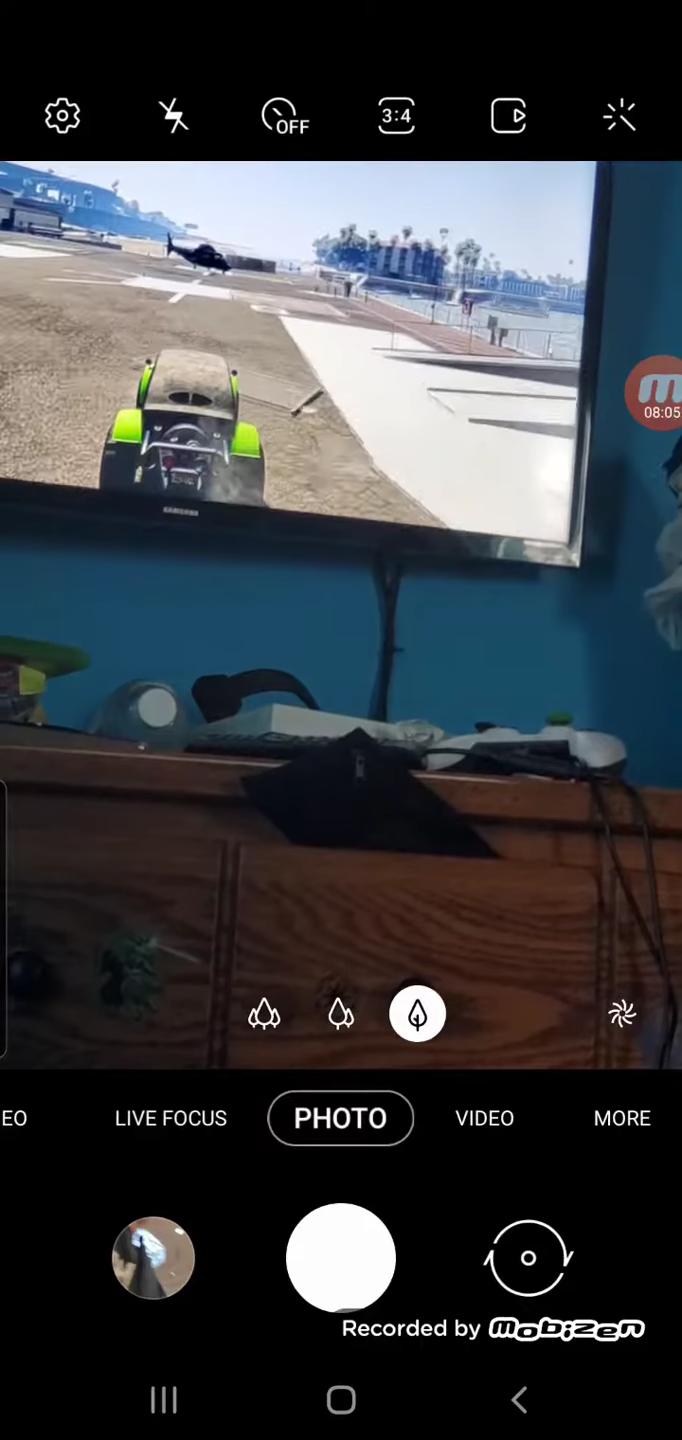 OFF
3:4
08:05
SAMSUNG
EO
LIVE FOCUS
PHOTO
VIDEO
MORE
Recorded by mobizen